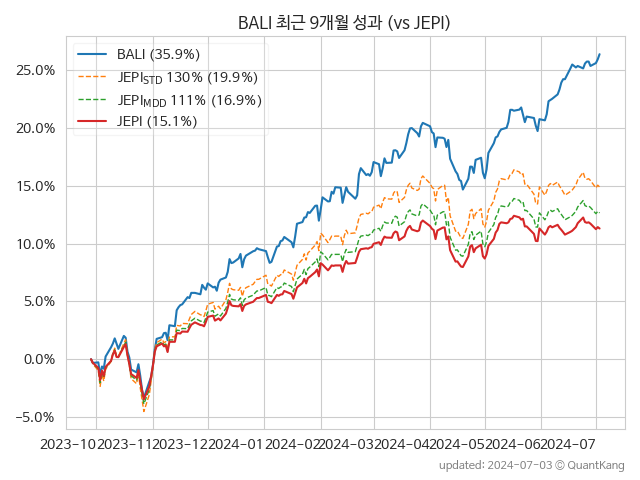 BALI 최근 9개월 성과 (vs JEPI)
BALI (35.9%)
JEPI_STD 130% (19.9%)
JEPI_MDD 111% (16.9%)
JEPI (15.1%)
25.0%
20.0%
15.0%
10.0%
5.0%
0.0%
−5.0%
2023-10 2023-11 2023-12 2024-01 2024-02 2024-03 2024-04 2024-05 2024-06 2024-07
updated: 2024-07-03 © QuantKang